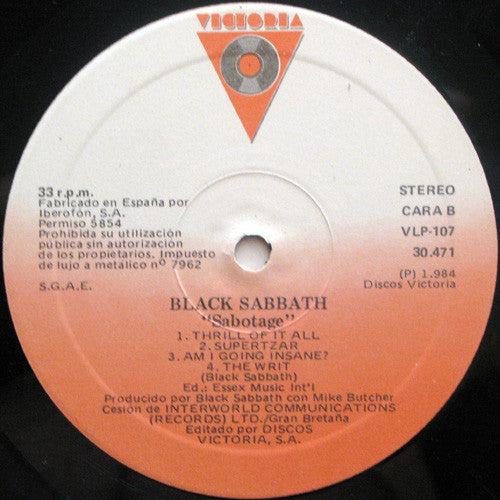 VICTORIA
33 r.p.m.
Fabricado en España por
Iberofón, S.A.
Permiso 5854
Prohibida su utilización
pública sin autorización
de los propietarios. Impuesto
de lujo a metalico nº 7962
S.G.A.E.
STEREO
CARA B
VLP-107
30.471
(P) 1.984
Discos Victoria
BLACK SABBATH
"Sabotage"
1. THRILL OF IT ALL
2. SUPERTZAR
3. AM I GOING INSANE?
4. THE WRIT
(Black Sabbath)
Ed.: Essex Music Int'l
Producido por Black Sabbath con Mike Butcher
Cesión de INTERWORLD COMMUNICATIONS
(RECORDS) LTD./Gran Bretaña
Editado por DISCOS
VICTORIA, S.A.